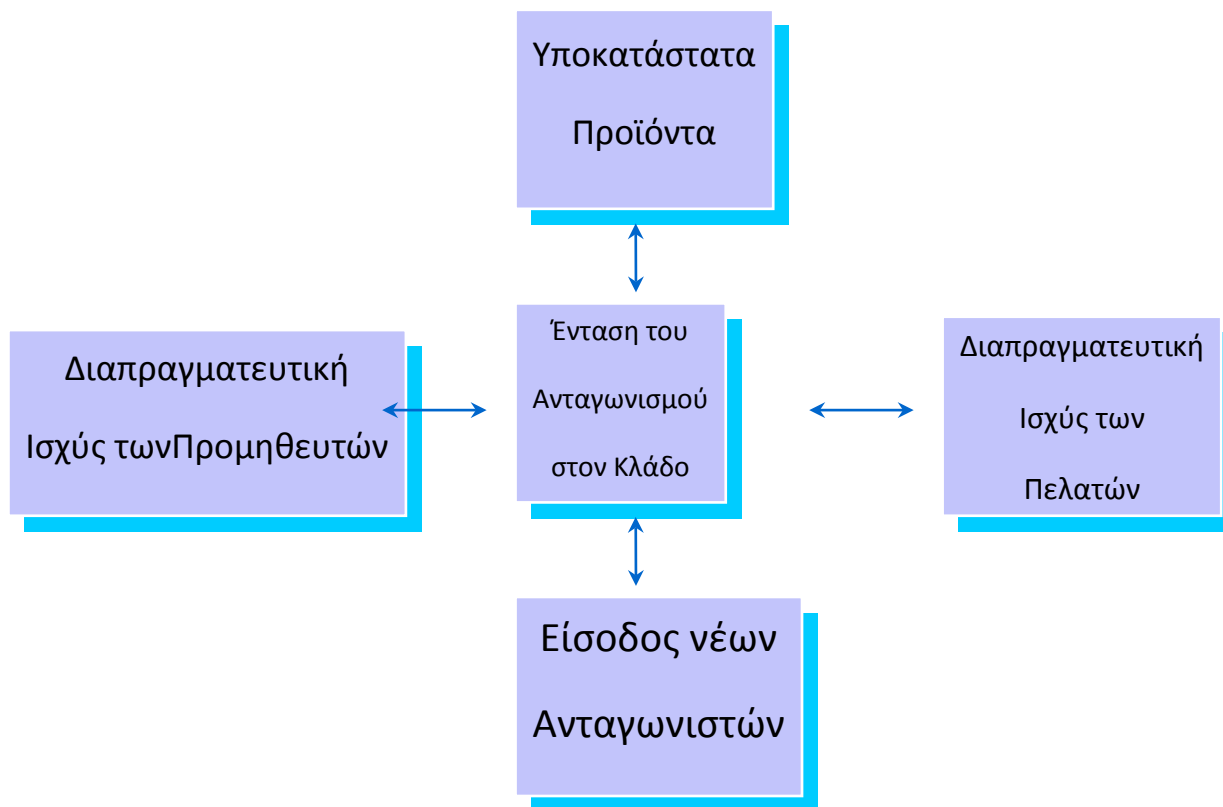 Υποκατάστατα
Προϊόντα
Διαπραγματευτική
Ισχύς τωνΠρομηθευτών
Ένταση του
Ανταγωνισμού
στον Κλάδο
Διαπραγματευτική
Ισχύς των
Πελατών
Είσοδος νέων
Ανταγωνιστών